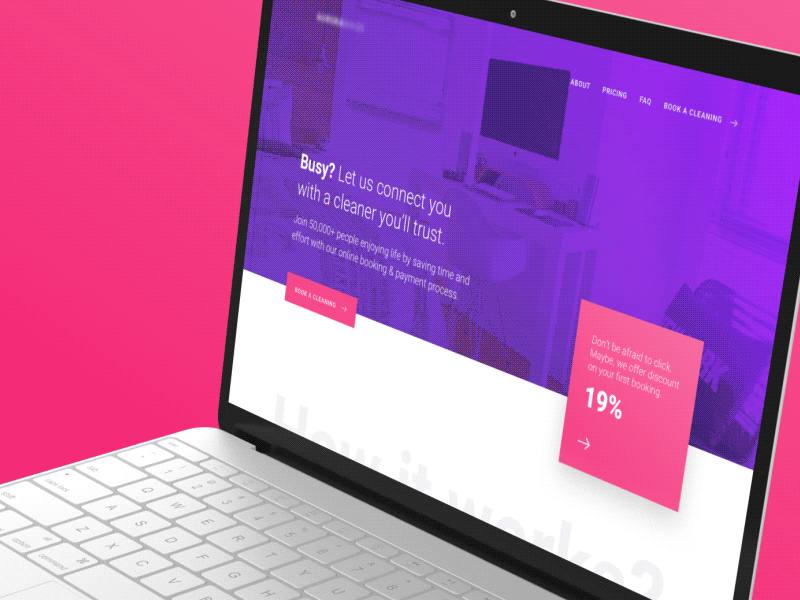 ABOUT PRICING FAQ BOOK A CLEANING →
Busy? Let us connect you
with a cleaner you'll trust.
Join 50,000+ people enjoying life by saving time and
effort with our online booking & payment process.
BOOK A CLEANING →
Don't be afraid to click.
Maybe, we offer discount
on your first booking.
19%
→
How it works?